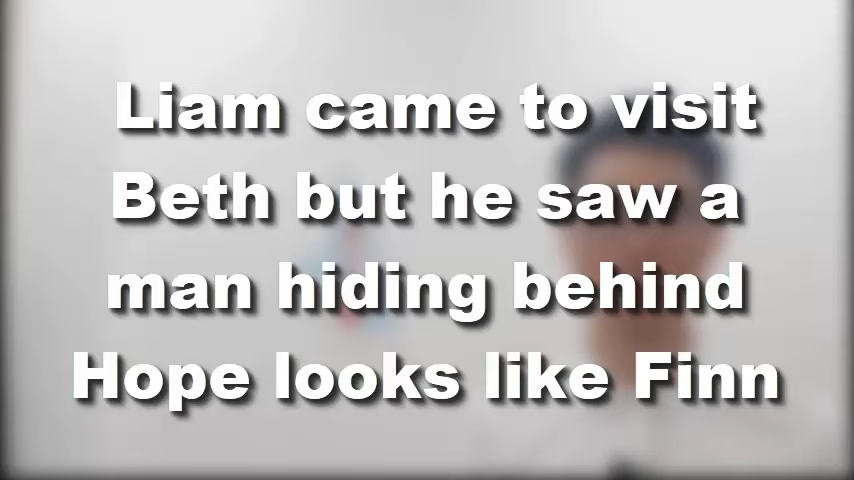 Liam came to visit
Beth but he saw a
man hiding behind
Hope looks like Finn